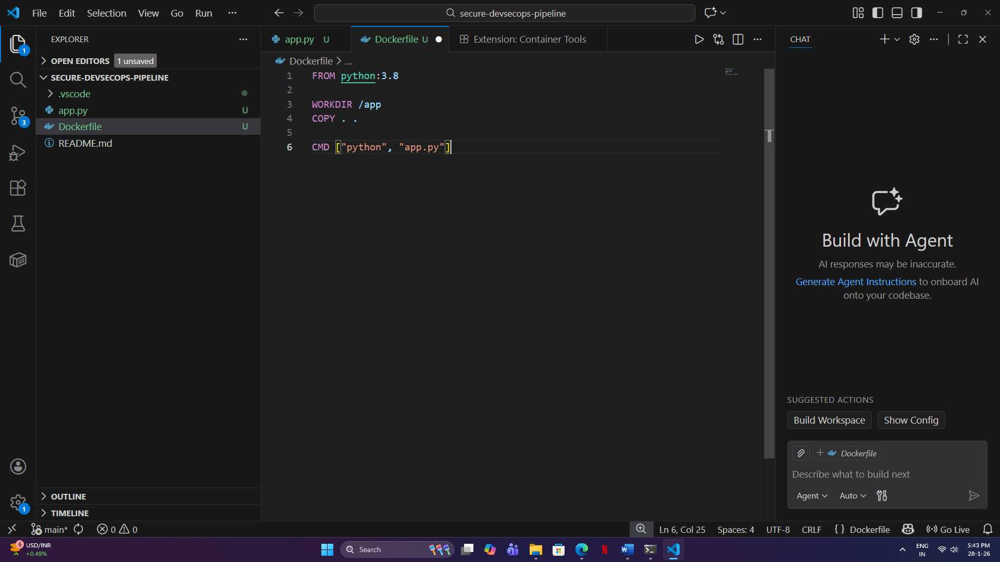 File Edit Selection View Go Run ···
secure-devsecops-pipeline
EXPLORER
1
OPEN EDITORS 1 unsaved
SECURE-DEVSECOPS-PIPELINE
.vscode
app.py U
3
Dockerfile U
README.md
OUTLINE
TIMELINE
1
app.py U
Dockerfile U
Extension: Container Tools
Dockerfile > ...
1 FROM python:3.8
2
3 WORKDIR /app
4 COPY . .
5
6 CMD ["python", "app.py"]
CHAT
Build with Agent
AI responses may be inaccurate.
Generate Agent Instructions to onboard AI
onto your codebase.
SUGGESTED ACTIONS
Build Workspace Show Config
+ Dockerfile
Describe what to build next
Agent Auto
main* 0 0
Ln 6, Col 25 Spaces: 4 UTF-8 CRLF { } Dockerfile Go Live
6 USD/INR
+0.49%
Search
ENG
IN
5:43 PM
28-1-26